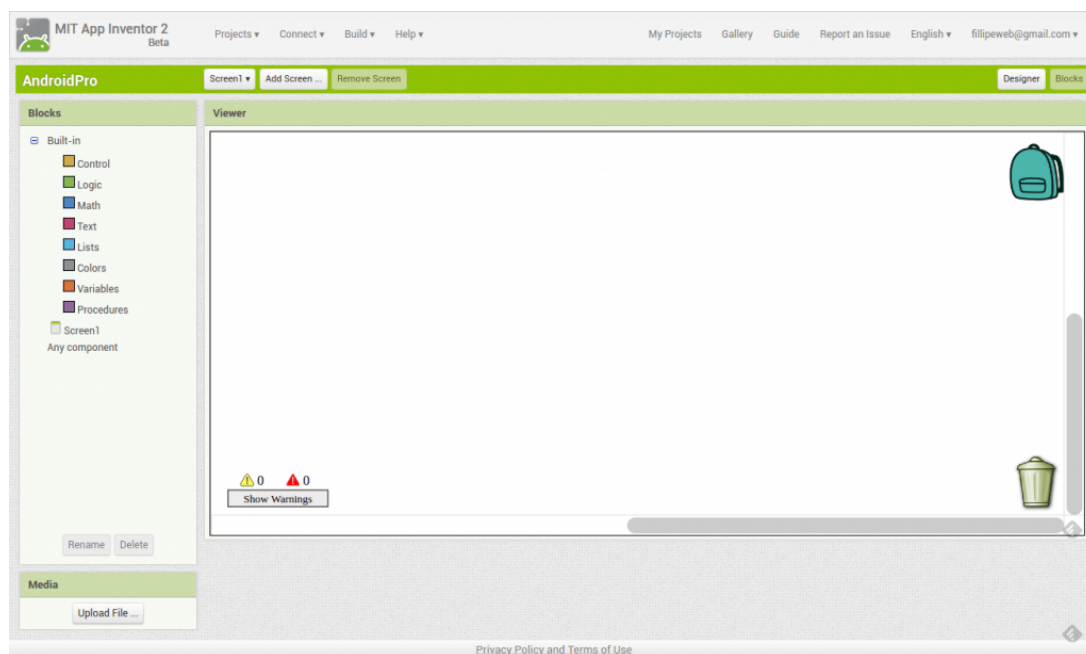 MIT App Inventor 2
Beta
Projects ▾ Connect ▾ Build ▾ Help ▾
My Projects Gallery Guide Report an Issue English ▾ fillipeweb@gmail.com ▾
AndroidPro
Screen1 ▾ Add Screen ... Remove Screen
Designer Blocks
Blocks
Viewer
Built-in
Control
Logic
Math
Text
Lists
Colors
Variables
Procedures
Screen1
Any component
0 0
Show Warnings
Rename Delete
Media
Upload File ...
Privacy Policy and Terms of Use